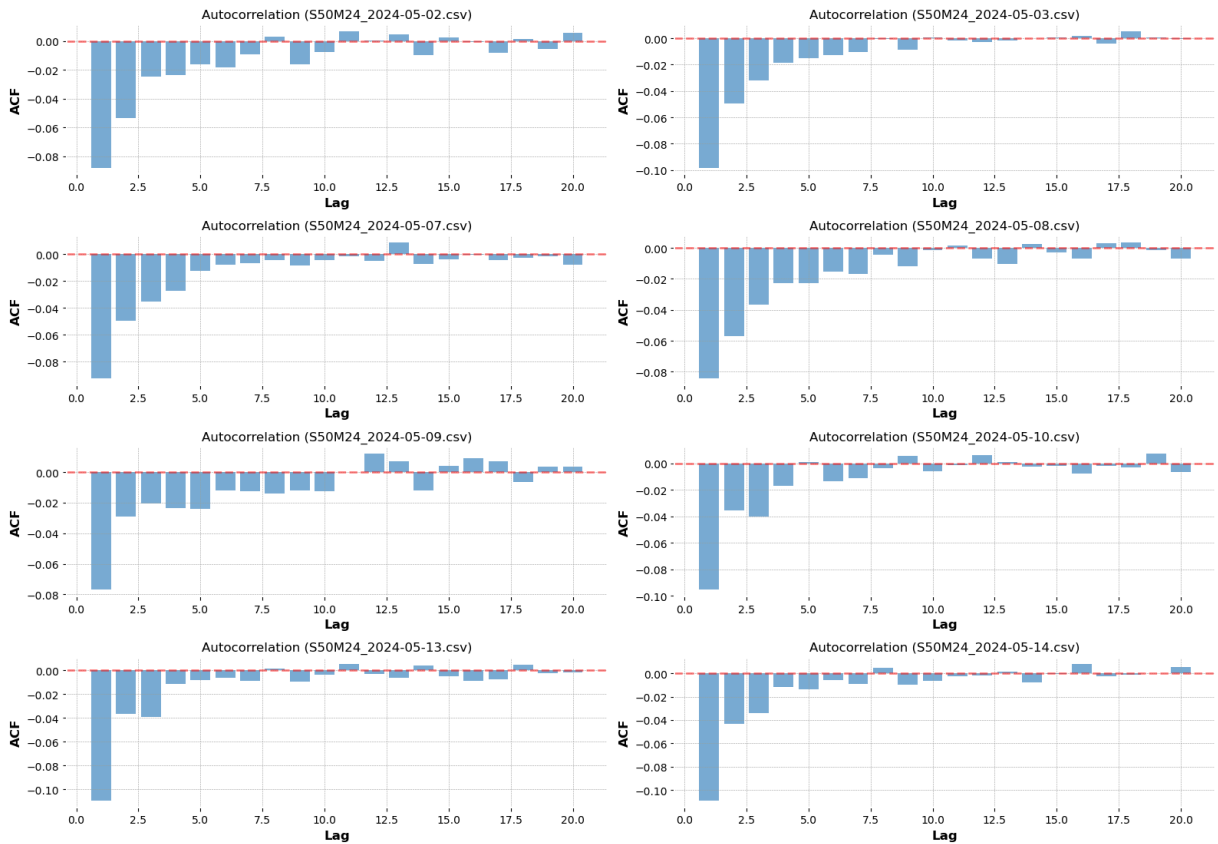 Autocorrelation (S50M24_2024-05-02.csv)
0.00
−0.02
−0.04
−0.06
−0.08
ACF
0.0 2.5 5.0 7.5 10.0 12.5 15.0 17.5 20.0
Lag
Autocorrelation (S50M24_2024-05-03.csv)
0.00
−0.02
−0.04
−0.06
−0.08
−0.10
ACF
0.0 2.5 5.0 7.5 10.0 12.5 15.0 17.5 20.0
Lag
Autocorrelation (S50M24_2024-05-07.csv)
0.00
−0.02
−0.04
−0.06
−0.08
ACF
0.0 2.5 5.0 7.5 10.0 12.5 15.0 17.5 20.0
Lag
Autocorrelation (S50M24_2024-05-08.csv)
0.00
−0.02
−0.04
−0.06
−0.08
ACF
0.0 2.5 5.0 7.5 10.0 12.5 15.0 17.5 20.0
Lag
Autocorrelation (S50M24_2024-05-09.csv)
0.00
−0.02
−0.04
−0.06
−0.08
ACF
0.0 2.5 5.0 7.5 10.0 12.5 15.0 17.5 20.0
Lag
Autocorrelation (S50M24_2024-05-10.csv)
0.00
−0.02
−0.04
−0.06
−0.08
−0.10
ACF
0.0 2.5 5.0 7.5 10.0 12.5 15.0 17.5 20.0
Lag
Autocorrelation (S50M24_2024-05-13.csv)
0.00
−0.02
−0.04
−0.06
−0.08
−0.10
ACF
0.0 2.5 5.0 7.5 10.0 12.5 15.0 17.5 20.0
Lag
Autocorrelation (S50M24_2024-05-14.csv)
0.00
−0.02
−0.04
−0.06
−0.08
−0.10
ACF
0.0 2.5 5.0 7.5 10.0 12.5 15.0 17.5 20.0
Lag